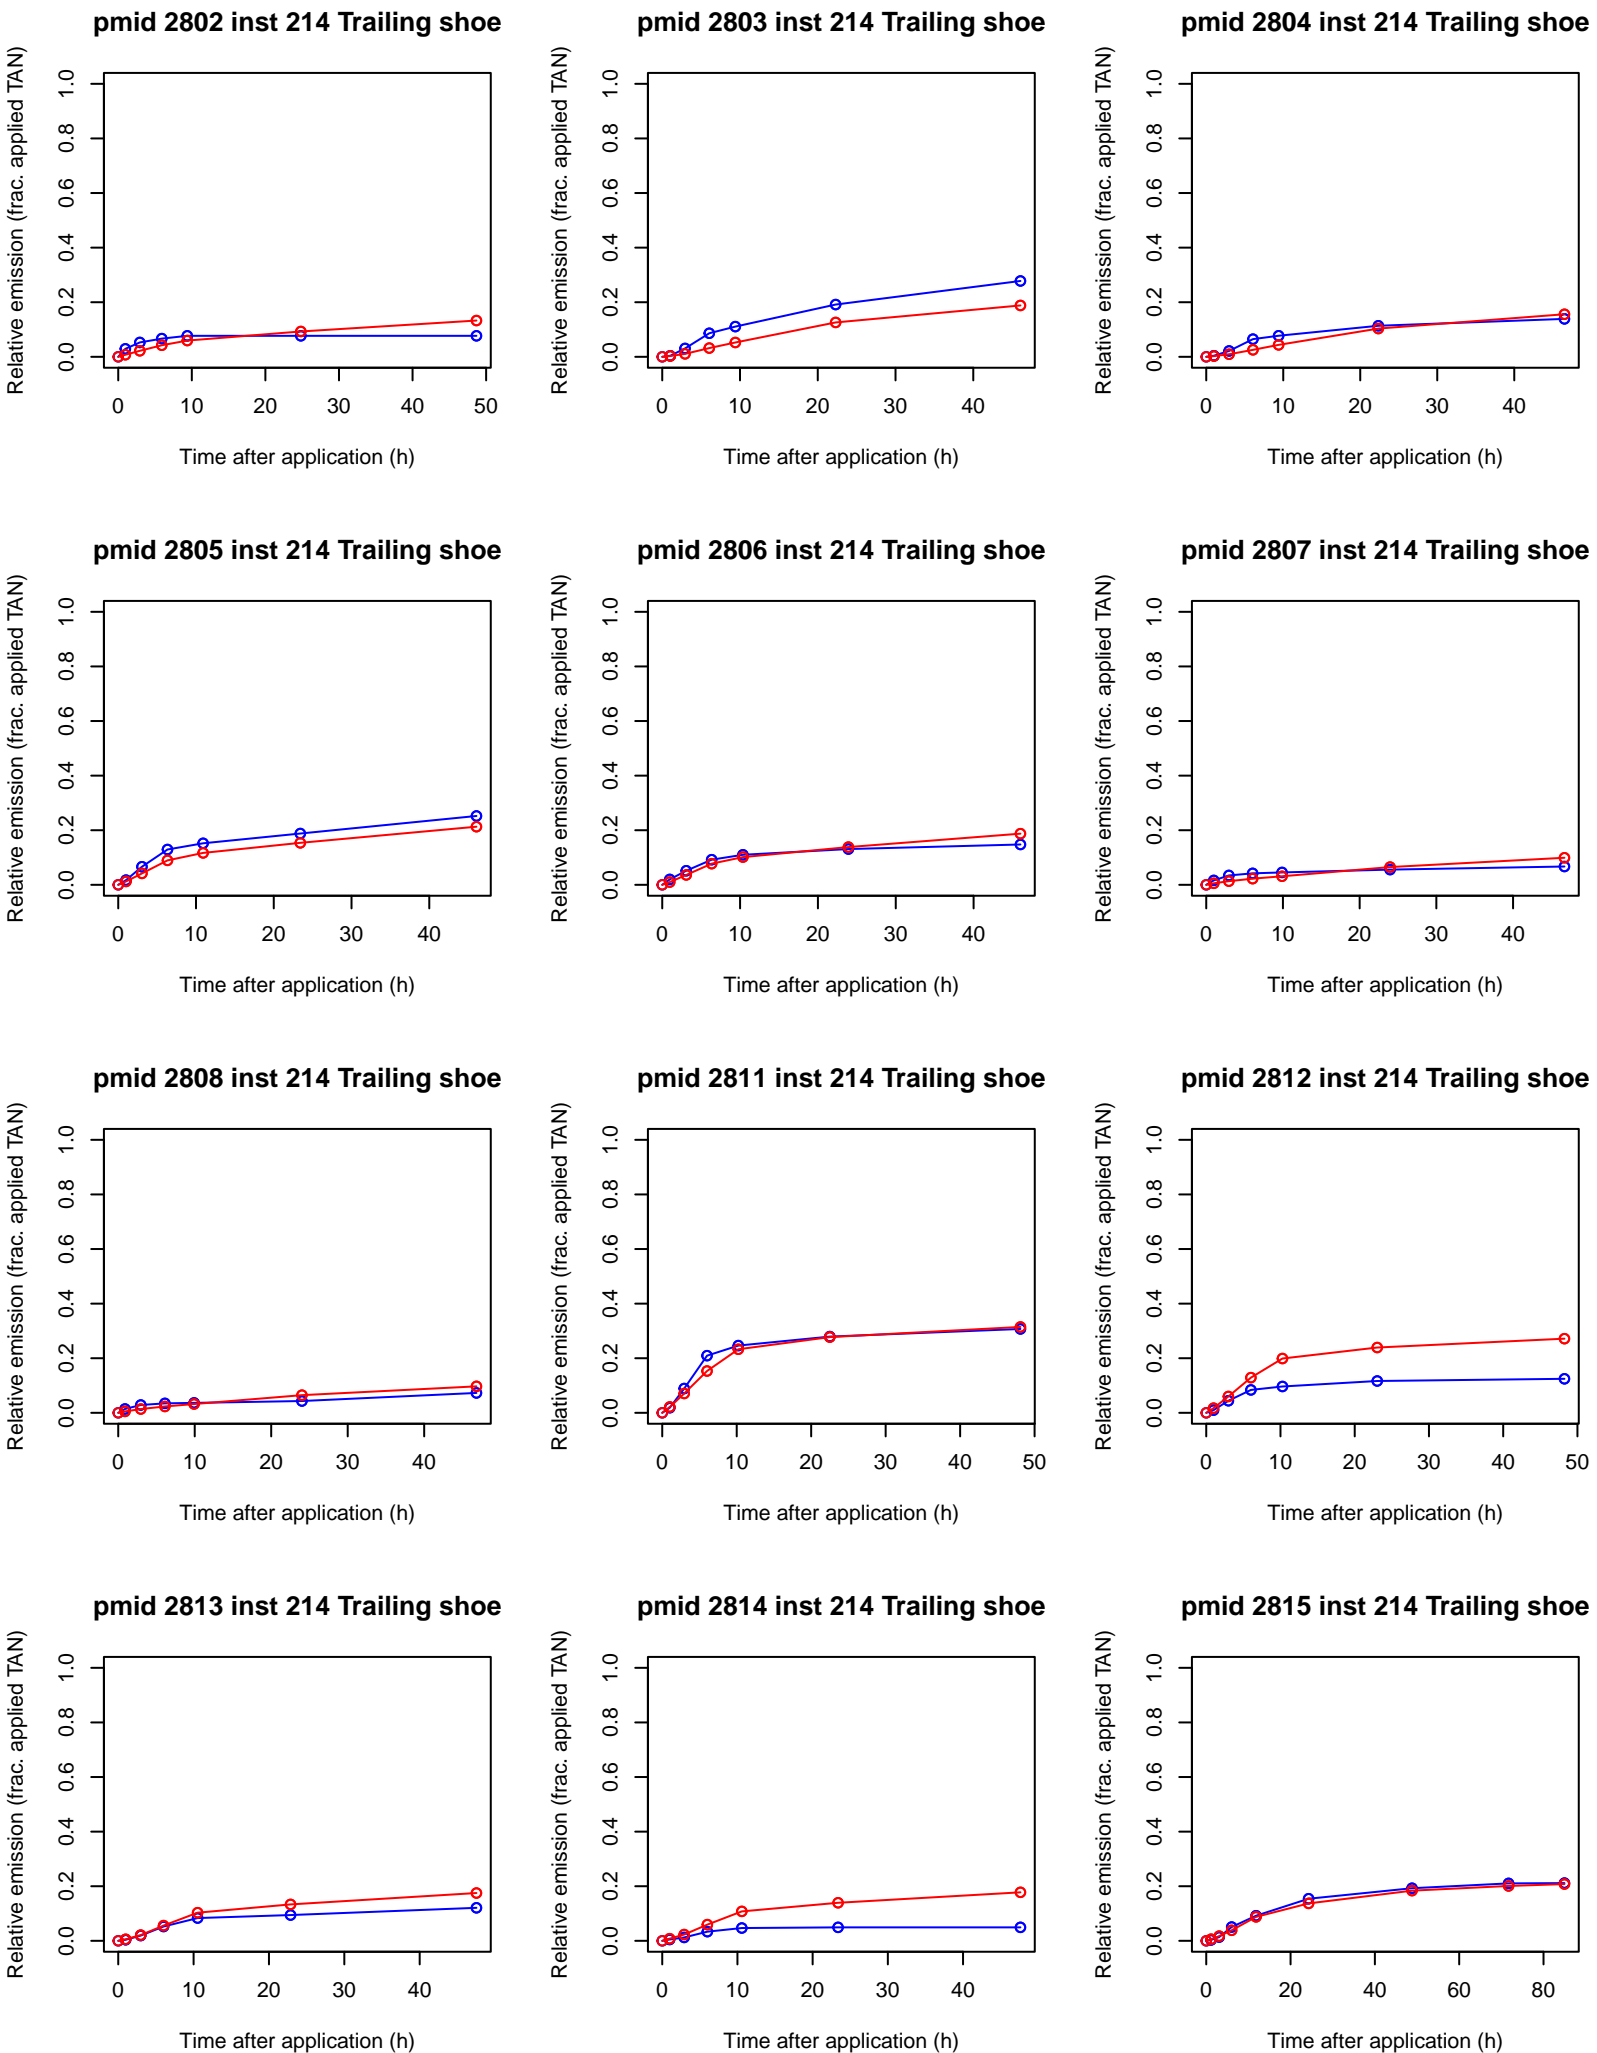 pmid 2802 inst 214 Trailing shoe
Relative emission (frac. applied TAN)
1.0
0.8
0.6
0.4
0.2
0.0
0 10 20 30 40 50
Time after application (h)
pmid 2803 inst 214 Trailing shoe
Relative emission (frac. applied TAN)
1.0
0.8
0.6
0.4
0.2
0.0
0 10 20 30 40
Time after application (h)
pmid 2804 inst 214 Trailing shoe
Relative emission (frac. applied TAN)
1.0
0.8
0.6
0.4
0.2
0.0
0 10 20 30 40
Time after application (h)
pmid 2805 inst 214 Trailing shoe
Relative emission (frac. applied TAN)
1.0
0.8
0.6
0.4
0.2
0.0
0 10 20 30 40
Time after application (h)
pmid 2806 inst 214 Trailing shoe
Relative emission (frac. applied TAN)
1.0
0.8
0.6
0.4
0.2
0.0
0 10 20 30 40
Time after application (h)
pmid 2807 inst 214 Trailing shoe
Relative emission (frac. applied TAN)
1.0
0.8
0.6
0.4
0.2
0.0
0 10 20 30 40
Time after application (h)
pmid 2808 inst 214 Trailing shoe
Relative emission (frac. applied TAN)
1.0
0.8
0.6
0.4
0.2
0.0
0 10 20 30 40
Time after application (h)
pmid 2811 inst 214 Trailing shoe
Relative emission (frac. applied TAN)
1.0
0.8
0.6
0.4
0.2
0.0
0 10 20 30 40 50
Time after application (h)
pmid 2812 inst 214 Trailing shoe
Relative emission (frac. applied TAN)
1.0
0.8
0.6
0.4
0.2
0.0
0 10 20 30 40 50
Time after application (h)
pmid 2813 inst 214 Trailing shoe
Relative emission (frac. applied TAN)
1.0
0.8
0.6
0.4
0.2
0.0
0 10 20 30 40
Time after application (h)
pmid 2814 inst 214 Trailing shoe
Relative emission (frac. applied TAN)
1.0
0.8
0.6
0.4
0.2
0.0
0 10 20 30 40
Time after application (h)
pmid 2815 inst 214 Trailing shoe
Relative emission (frac. applied TAN)
1.0
0.8
0.6
0.4
0.2
0.0
0 20 40 60 80
Time after application (h)